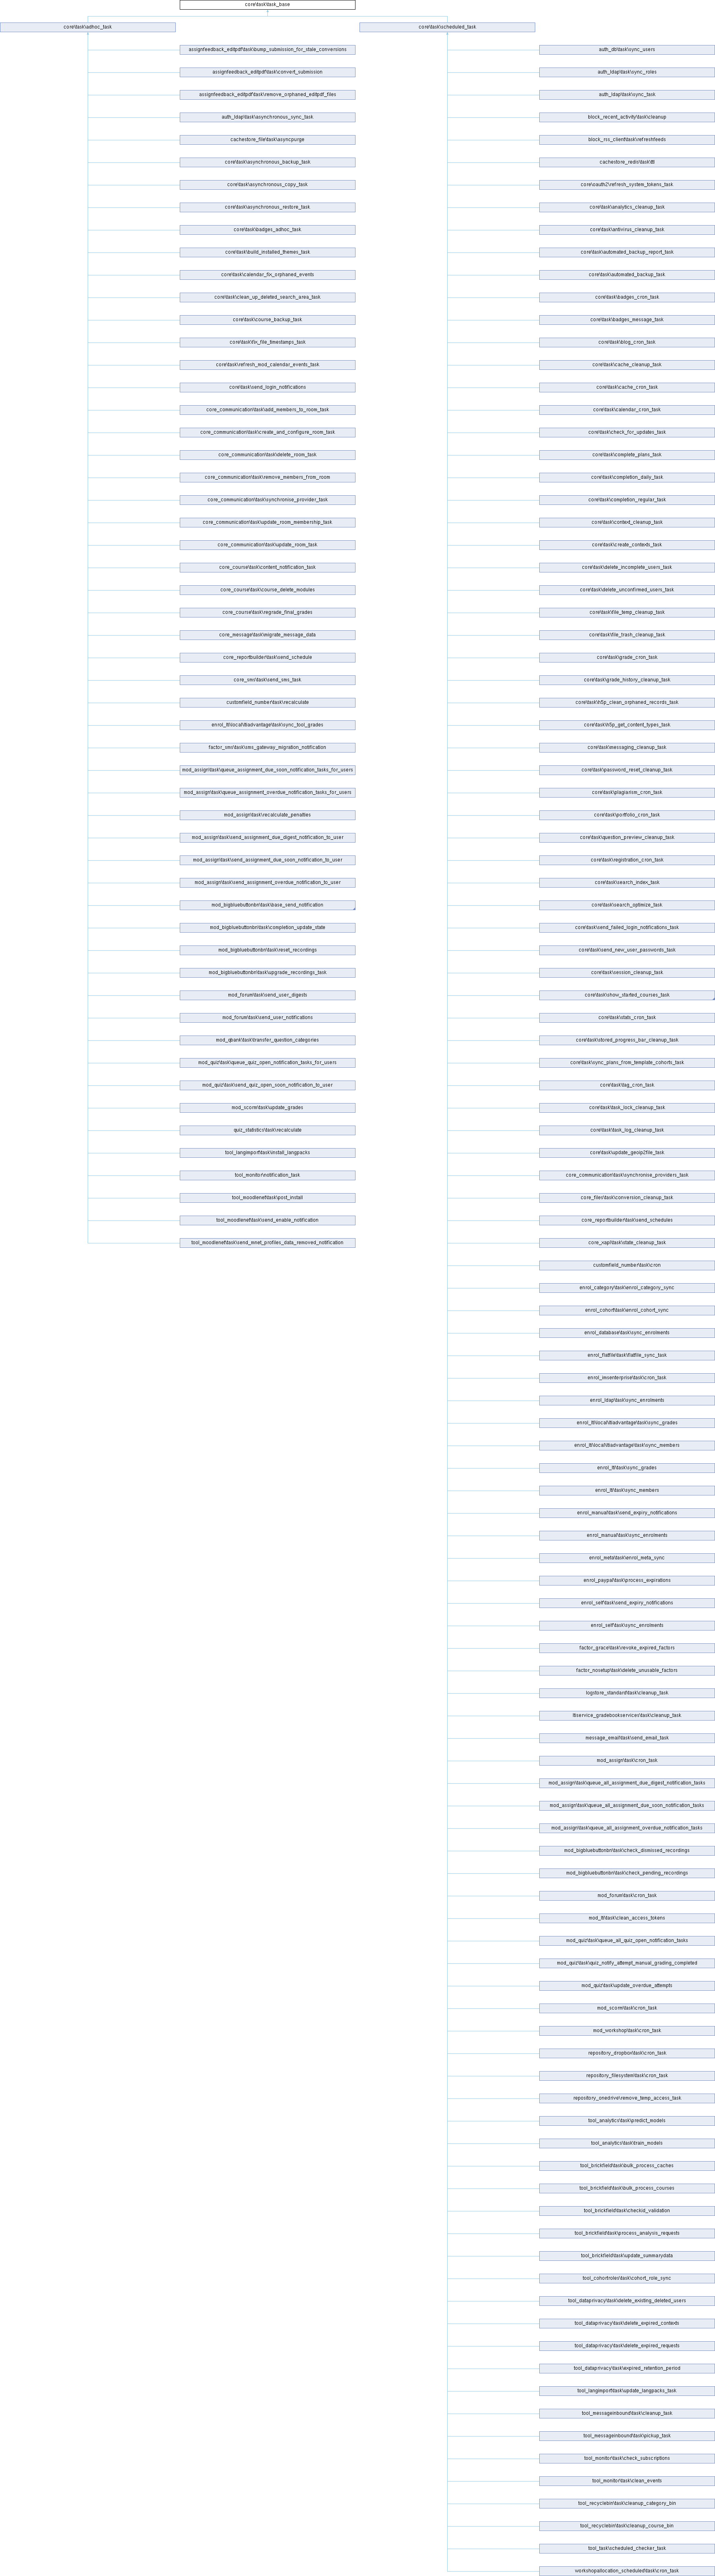 core\task\task_base
core\task\adhoc_task
core\task\scheduled_task
assignfeedback_editpdf\task\bump_submission_for_stale_conversions
assignfeedback_editpdf\task\convert_submission
assignfeedback_editpdf\task\remove_orphaned_editpdf_files
auth_ldap\task\asynchronous_sync_task
cachestore_file\task\asyncpurge
core\task\asynchronous_backup_task
core\task\asynchronous_copy_task
core\task\asynchronous_restore_task
core\task\badges_adhoc_task
core\task\build_installed_themes_task
core\task\calendar_fix_orphaned_events
core\task\clean_up_deleted_search_area_task
core\task\course_backup_task
core\task\fix_file_timestamps_task
core\task\refresh_mod_calendar_events_task
core\task\send_login_notifications
core_communication\task\add_members_to_room_task
core_communication\task\create_and_configure_room_task
core_communication\task\delete_room_task
core_communication\task\remove_members_from_room
core_communication\task\synchronise_provider_task
core_communication\task\update_room_membership_task
core_communication\task\update_room_task
core_course\task\content_notification_task
core_course\task\course_delete_modules
core_course\task\regrade_final_grades
core_message\task\migrate_message_data
core_reportbuilder\task\send_schedule
core_sms\task\send_sms_task
customfield_number\task\recalculate
enrol_lti\local\ltiadvantage\task\sync_tool_grades
factor_sms\task\sms_gateway_migration_notification
mod_assign\task\queue_assignment_due_soon_notification_tasks_for_users
mod_assign\task\queue_assignment_overdue_notification_tasks_for_users
mod_assign\task\recalculate_penalties
mod_assign\task\send_assignment_due_digest_notification_to_user
mod_assign\task\send_assignment_due_soon_notification_to_user
mod_assign\task\send_assignment_overdue_notification_to_user
mod_bigbluebuttonbn\task\base_send_notification
mod_bigbluebuttonbn\task\completion_update_state
mod_bigbluebuttonbn\task\reset_recordings
mod_bigbluebuttonbn\task\upgrade_recordings_task
mod_forum\task\send_user_digests
mod_forum\task\send_user_notifications
mod_qbank\task\transfer_question_categories
mod_quiz\task\queue_quiz_open_notification_tasks_for_users
mod_quiz\task\send_quiz_open_soon_notification_to_user
mod_scorm\task\update_grades
quiz_statistics\task\recalculate
tool_langimport\task\install_langpacks
tool_monitor\notification_task
tool_moodlenet\task\post_install
tool_moodlenet\task\send_enable_notification
tool_moodlenet\task\send_mnet_profiles_data_removed_notification
auth_db\task\sync_users
auth_ldap\task\sync_roles
auth_ldap\task\sync_task
block_recent_activity\task\cleanup
block_rss_client\task\refreshfeeds
cachestore_redis\task\ttl
core\oauth2\refresh_system_tokens_task
core\task\analytics_cleanup_task
core\task\antivirus_cleanup_task
core\task\automated_backup_report_task
core\task\automated_backup_task
core\task\badges_cron_task
core\task\badges_message_task
core\task\blog_cron_task
core\task\cache_cleanup_task
core\task\cache_cron_task
core\task\calendar_cron_task
core\task\check_for_updates_task
core\task\complete_plans_task
core\task\completion_daily_task
core\task\completion_regular_task
core\task\context_cleanup_task
core\task\create_contexts_task
core\task\delete_incomplete_users_task
core\task\delete_unconfirmed_users_task
core\task\file_temp_cleanup_task
core\task\file_trash_cleanup_task
core\task\grade_cron_task
core\task\grade_history_cleanup_task
core\task\h5p_clean_orphaned_records_task
core\task\h5p_get_content_types_task
core\task\messaging_cleanup_task
core\task\password_reset_cleanup_task
core\task\plagiarism_cron_task
core\task\portfolio_cron_task
core\task\question_preview_cleanup_task
core\task\registration_cron_task
core\task\search_index_task
core\task\search_optimize_task
core\task\send_failed_login_notifications_task
core\task\send_new_user_passwords_task
core\task\session_cleanup_task
core\task\show_started_courses_task
core\task\stats_cron_task
core\task\stored_progress_bar_cleanup_task
core\task\sync_plans_from_template_cohorts_task
core\task\tag_cron_task
core\task\task_lock_cleanup_task
core\task\task_log_cleanup_task
core\task\update_geoip2file_task
core_communication\task\synchronise_providers_task
core_files\task\conversion_cleanup_task
core_reportbuilder\task\send_schedules
core_xapi\task\state_cleanup_task
customfield_number\task\cron
enrol_category\task\enrol_category_sync
enrol_cohort\task\enrol_cohort_sync
enrol_database\task\sync_enrolments
enrol_flatfile\task\flatfile_sync_task
enrol_imsenterprise\task\cron_task
enrol_ldap\task\sync_enrolments
enrol_lti\local\ltiadvantage\task\sync_grades
enrol_lti\local\ltiadvantage\task\sync_members
enrol_lti\task\sync_grades
enrol_lti\task\sync_members
enrol_manual\task\send_expiry_notifications
enrol_manual\task\sync_enrolments
enrol_meta\task\enrol_meta_sync
enrol_paypal\task\process_expirations
enrol_self\task\send_expiry_notifications
enrol_self\task\sync_enrolments
factor_grace\task\revoke_expired_factors
factor_nosetup\task\delete_unusable_factors
logstore_standard\task\cleanup_task
ltiservice_gradebookservices\task\cleanup_task
message_email\task\send_email_task
mod_assign\task\cron_task
mod_assign\task\queue_all_assignment_due_digest_notification_tasks
mod_assign\task\queue_all_assignment_due_soon_notification_tasks
mod_assign\task\queue_all_assignment_overdue_notification_tasks
mod_bigbluebuttonbn\task\check_dismissed_recordings
mod_bigbluebuttonbn\task\check_pending_recordings
mod_forum\task\cron_task
mod_lti\task\clean_access_tokens
mod_quiz\task\queue_all_quiz_open_notification_tasks
mod_quiz\task\quiz_notify_attempt_manual_grading_completed
mod_quiz\task\update_overdue_attempts
mod_scorm\task\cron_task
mod_workshop\task\cron_task
repository_dropbox\task\cron_task
repository_filesystem\task\cron_task
repository_onedrive\remove_temp_access_task
tool_analytics\task\predict_models
tool_analytics\task\train_models
tool_brickfield\task\bulk_process_caches
tool_brickfield\task\bulk_process_courses
tool_brickfield\task\checkid_validation
tool_brickfield\task\process_analysis_requests
tool_brickfield\task\update_summarydata
tool_cohortroles\task\cohort_role_sync
tool_dataprivacy\task\delete_existing_deleted_users
tool_dataprivacy\task\delete_expired_contexts
tool_dataprivacy\task\delete_expired_requests
tool_dataprivacy\task\expired_retention_period
tool_langimport\task\update_langpacks_task
tool_messageinbound\task\cleanup_task
tool_messageinbound\task\pickup_task
tool_monitor\task\check_subscriptions
tool_monitor\task\clean_events
tool_recyclebin\task\cleanup_category_bin
tool_recyclebin\task\cleanup_course_bin
tool_task\scheduled_checker_task
workshopallocation_scheduled\task\cron_task